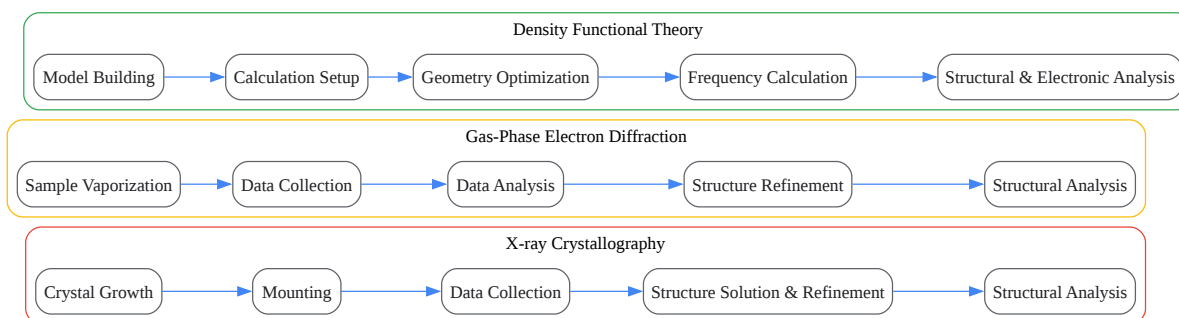 Density Functional Theory
Model Building
Calculation Setup
Geometry Optimization
Frequency Calculation
Structural & Electronic Analysis
Gas-Phase Electron Diffraction
Sample Vaporization
Data Collection
Data Analysis
Structure Refinement
Structural Analysis
X-ray Crystallography
Crystal Growth
Mounting
Data Collection
Structure Solution & Refinement
Structural Analysis